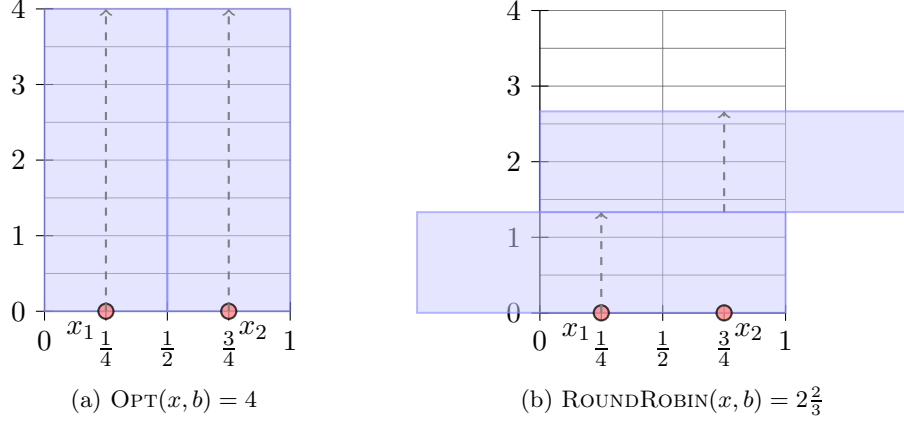 4
3
2
1
0
x₁ x₂
0 1/4 1/2 3/4 1
(a) OPT(x, b) = 4
4
3
2
1
0
x₁ x₂
0 1/4 1/2 3/4 1
(b) ROUNDROBIN(x, b) = 2 2/3